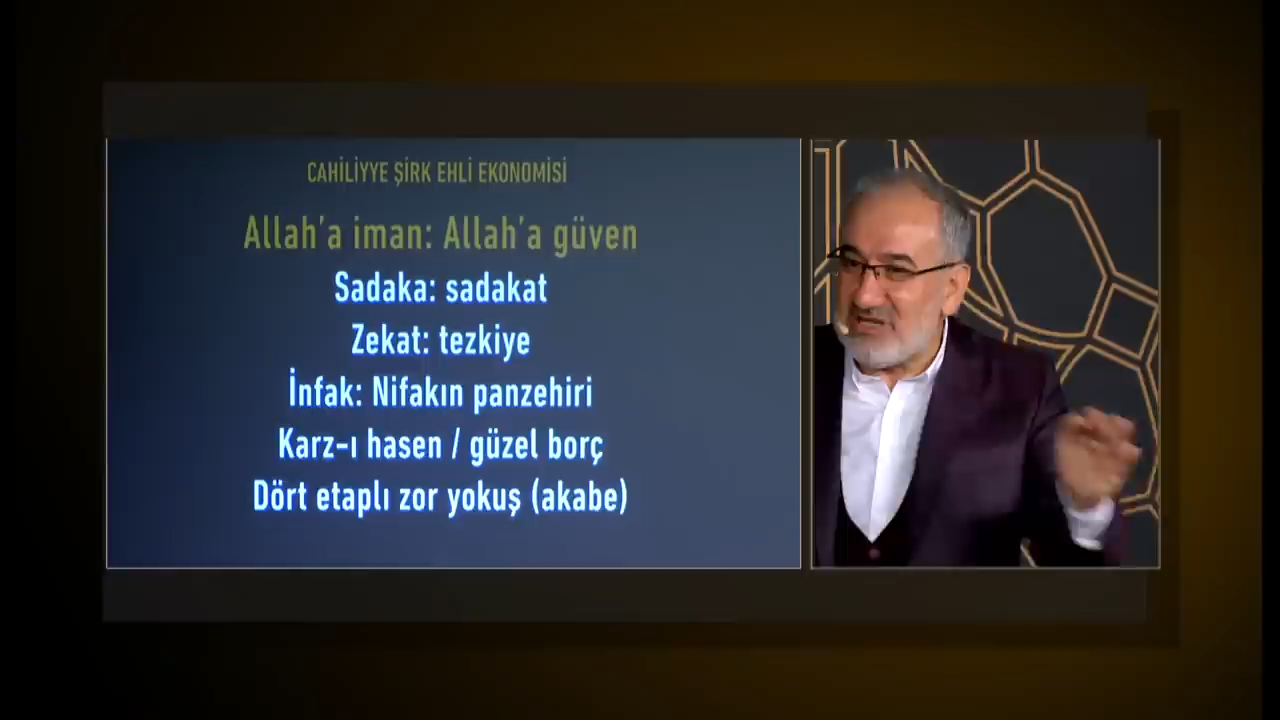 CAHİLİYYE ŞİRK EHLİ EKONOMİSİ
Allah'a iman: Allah'a güven
Sadaka: sadakat
Zekat: tezkiye
İnfak: Nifakın panzehiri
Karz-ı hasen / güzel borç
Dört etaplı zor yokuş (akabe)